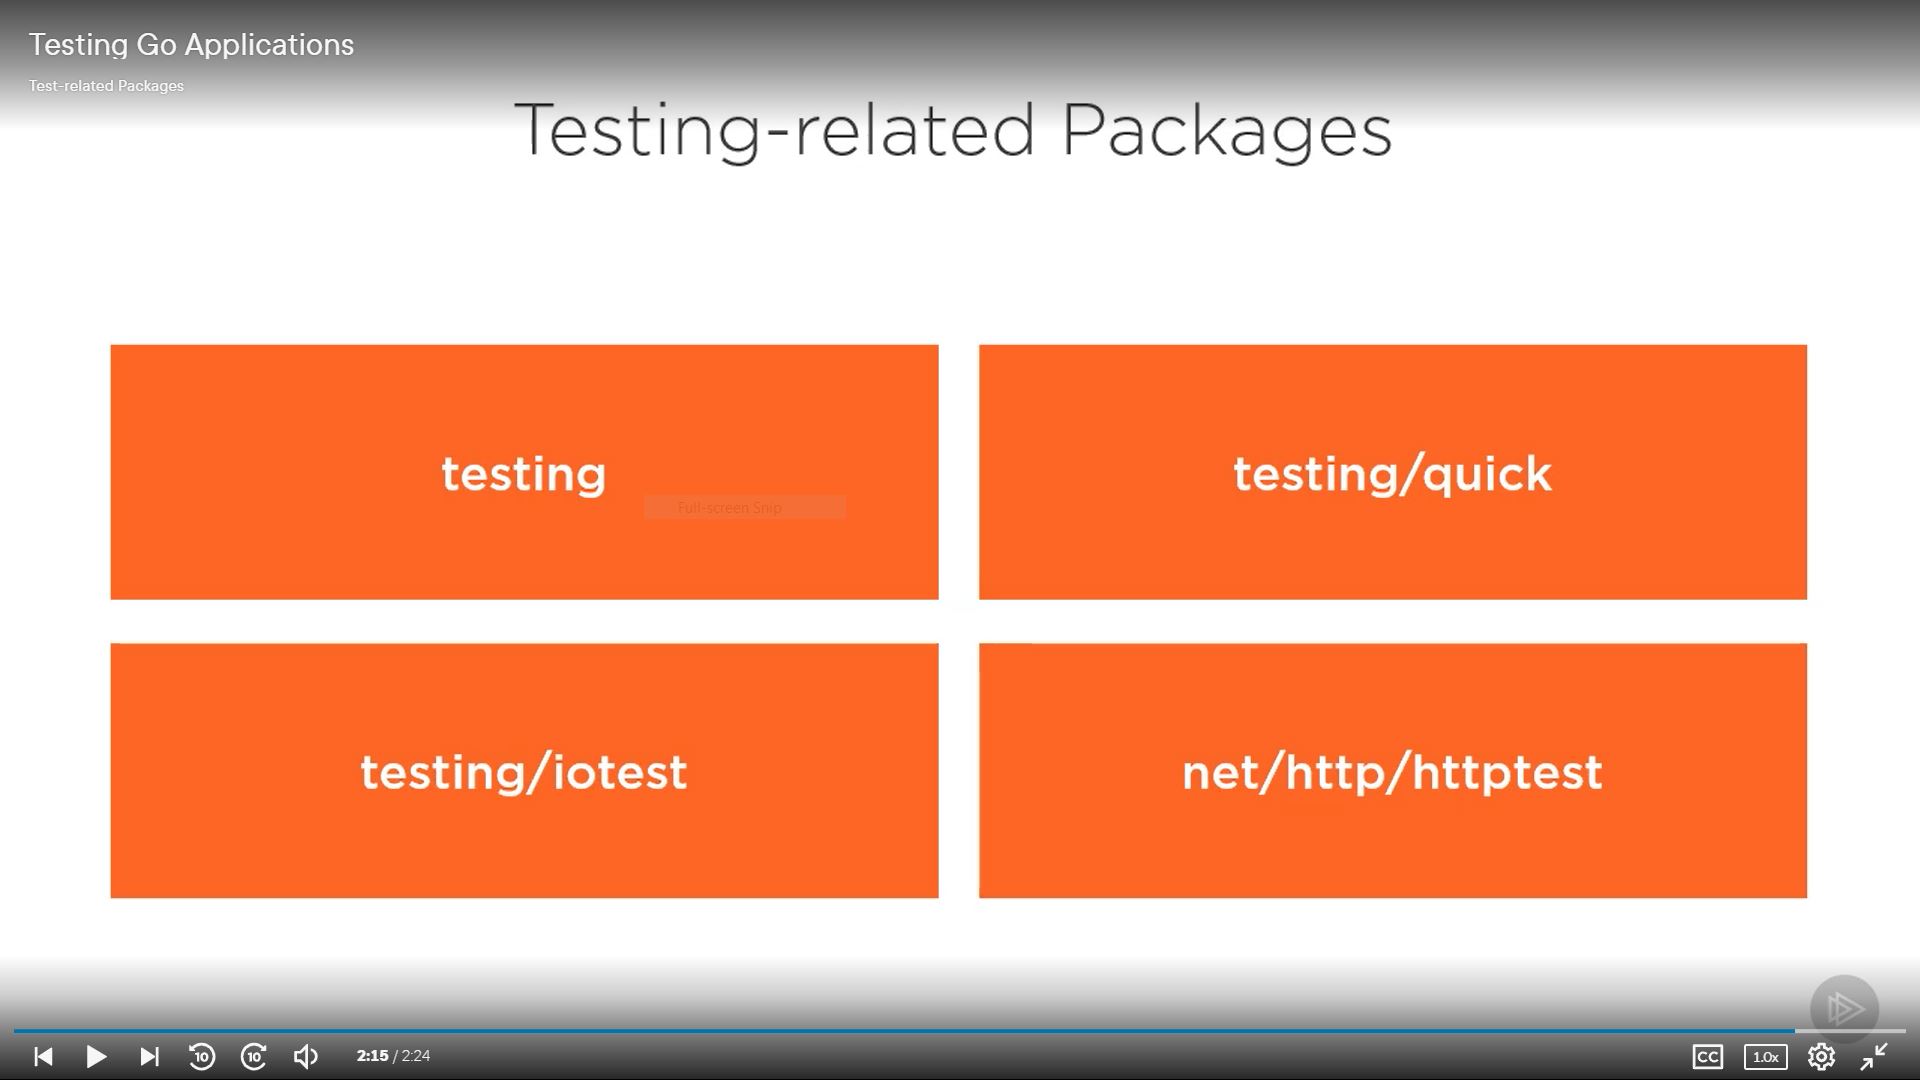 Testing Go Applications
Test-related Packages
Testing-related Packages
testing
testing/quick
Full-screen Snip
testing/iotest
net/http/httptest
10
10
2:15 / 2:24
CC
1.0x